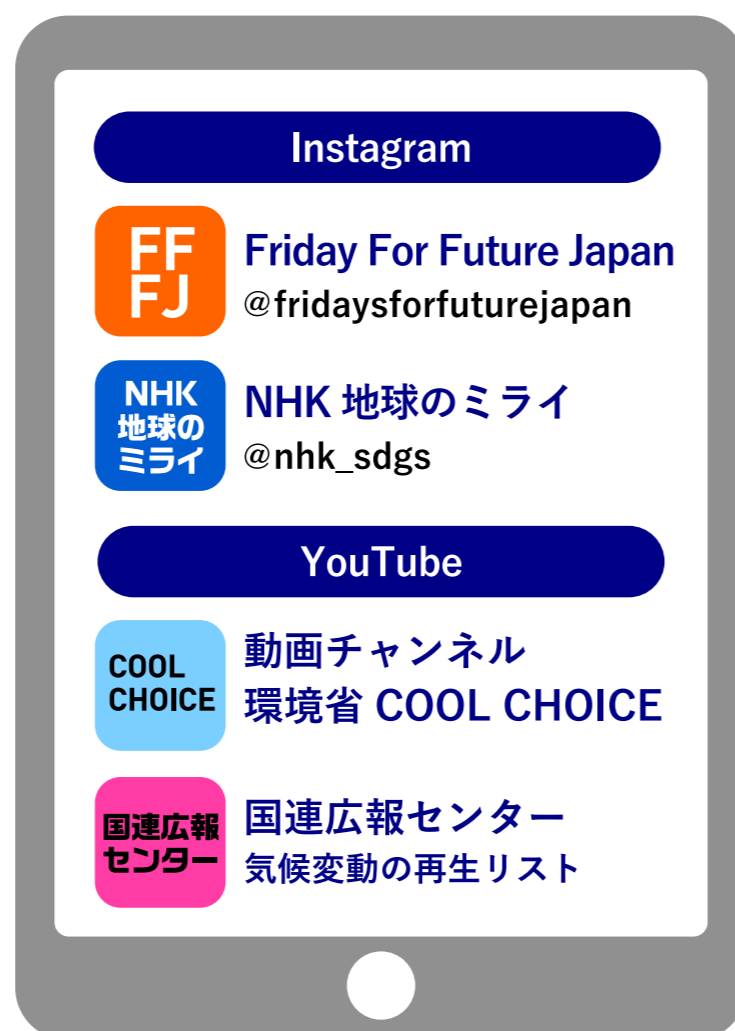 Instagram
FF
FJ
Friday For Future Japan
@fridaysforfuturejapan
NHK
地球の
ミライ
NHK 地球のミライ
@nhk_sdgs
YouTube
COOL
CHOICE
動画チャンネル
環境省 COOL CHOICE
国連広報
センター
国連広報センター
気候変動の再生リスト